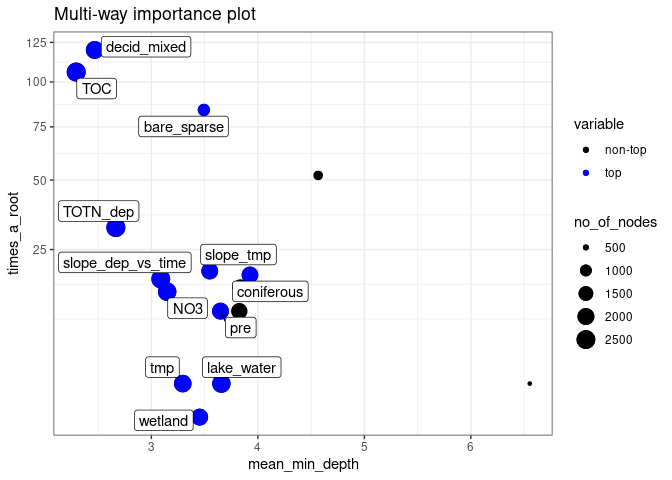 Multi-way importance plot
125
100
75
50
25
times_a_root
decid_mixed
TOC
bare_sparse
TOTN_dep
slope_tmp
slope_dep_vs_time
coniferous
NO3
pre
tmp
lake_water
wetland
3
4
5
6
mean_min_depth
variable
non-top
top
no_of_nodes
500
1000
1500
2000
2500